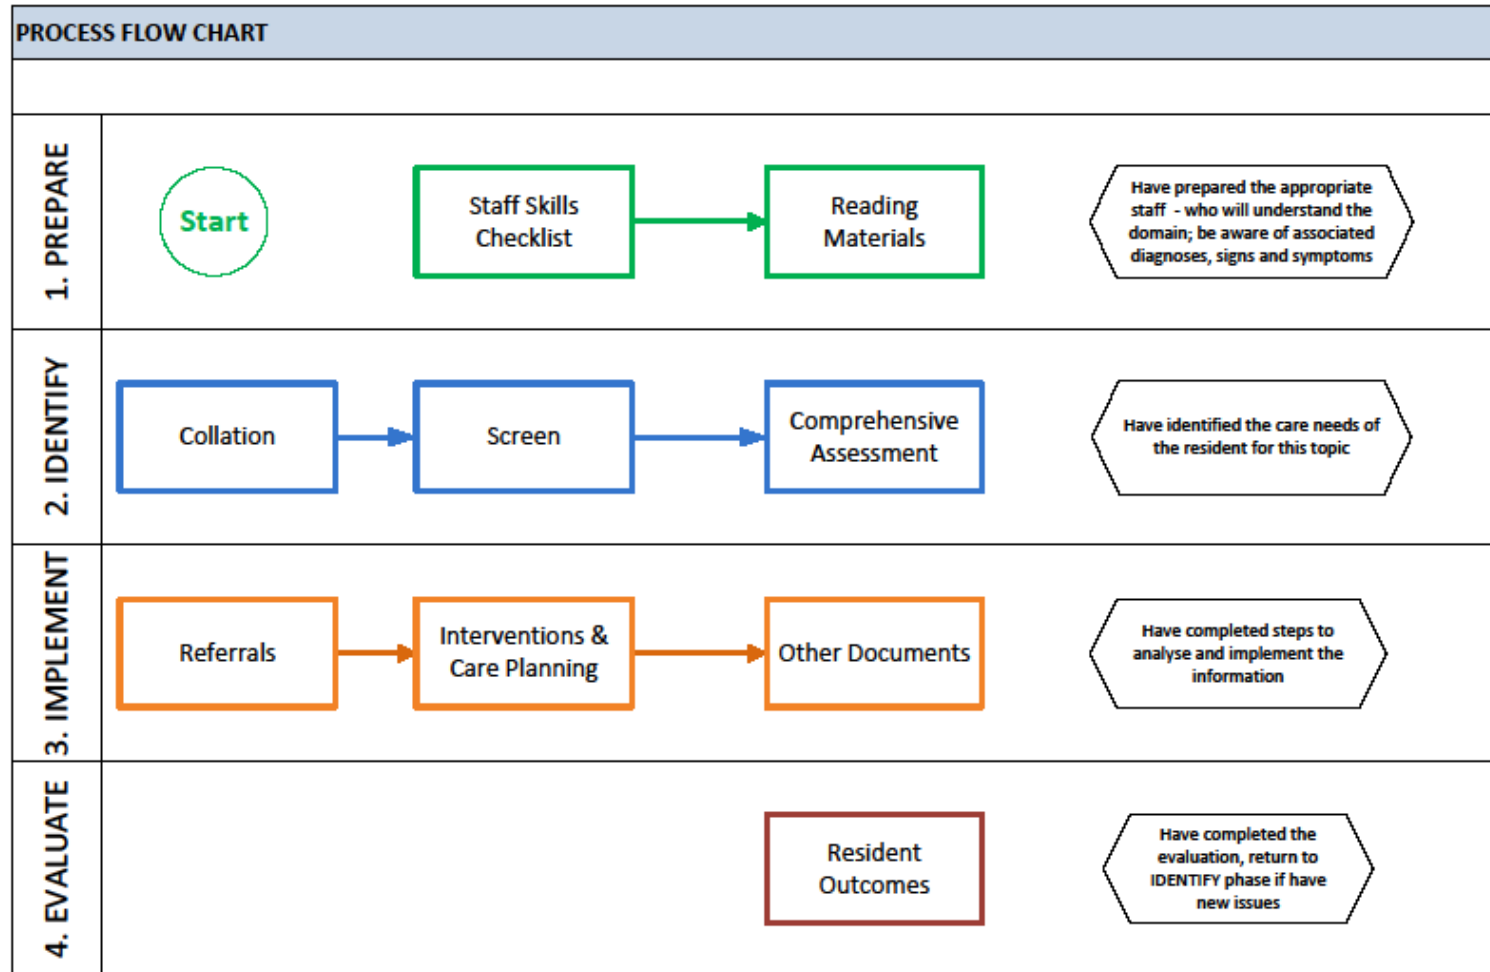 PROCESS FLOW CHART
1. PREPARE
Start
Staff Skills
Checklist
Reading
Materials
Have prepared the appropriate
staff - who will understand the
domain; be aware of associated
diagnoses, signs and symptoms
2. IDENTIFY
Collation
Screen
Comprehensive
Assessment
Have identified the care needs of
the resident for this topic
3. IMPLEMENT
Referrals
Interventions &
Care Planning
Other Documents
Have completed steps to
analyse and implement the
information
4. EVALUATE
Resident
Outcomes
Have completed the
evaluation, return to
IDENTIFY phase if have
new issues